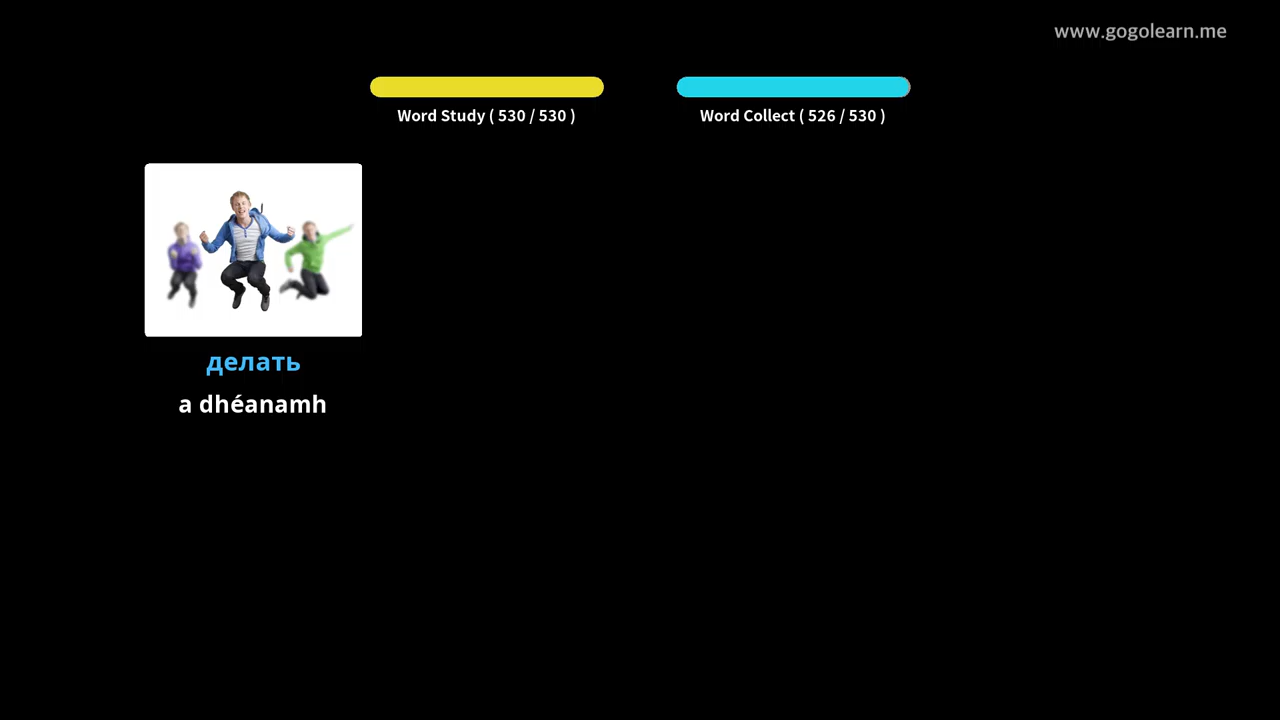 www.gogolearn.me
Word Study ( 530 / 530 )
Word Collect ( 526 / 530 )
делать
a dhéanamh